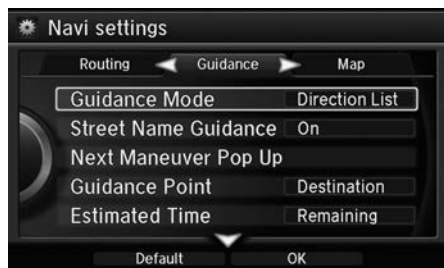 Navi settings
Routing Guidance Map
Guidance Mode Direction List
Street Name Guidance On
Next Maneuver Pop Up
Guidance Point Destination
Estimated Time Remaining
Default OK